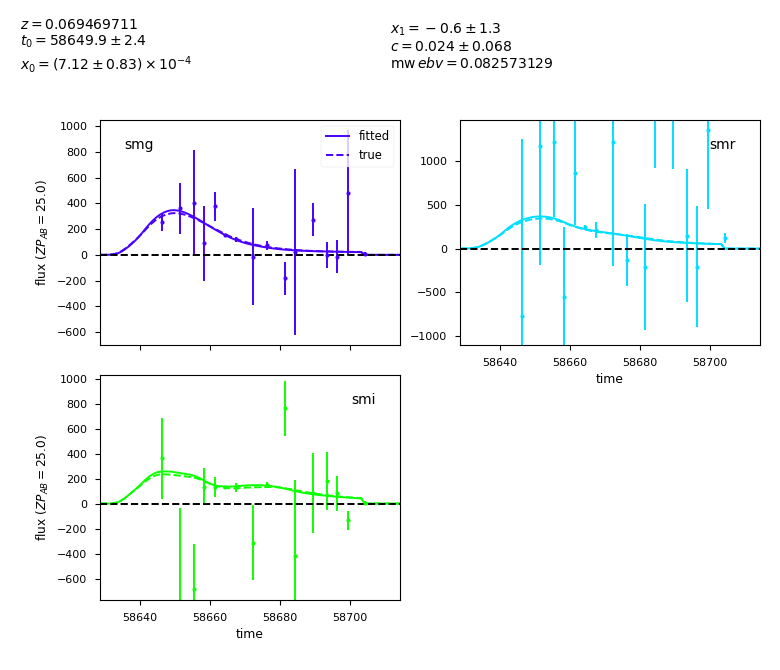 z = 0.069469711
t₀ = 58649.9 ± 2.4
x₀ = (7.12 ± 0.83) × 10⁻⁴
x₁ = −0.6 ± 1.3
c = 0.024 ± 0.068
mw ebv = 0.082573129
smg
fitted
true
1000
800
600
400
200
0
−200
−400
−600
flux (ZP_AB = 25.0)
smr
1000
500
0
−500
−1000
58640 58660 58680 58700
time
smi
1000
800
600
400
200
0
−200
−400
−600
flux (ZP_AB = 25.0)
58640 58660 58680 58700
time